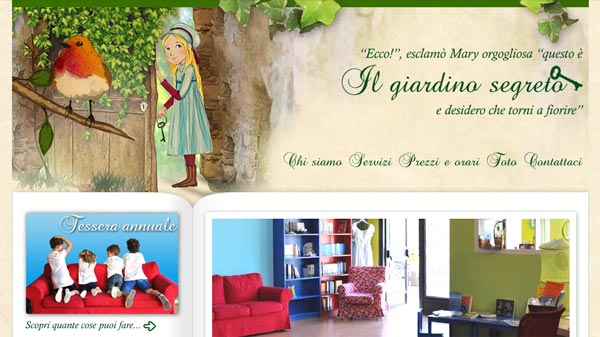 “Ecco!”, esclamò Mary orgogliosa “questo è
Il giardino segreto
e desidero che torni a fiorire”
Chi siamo Servizi Prezzi e orari Foto Contattaci
Tessera annuale
Scopri quante cose puoi fare...